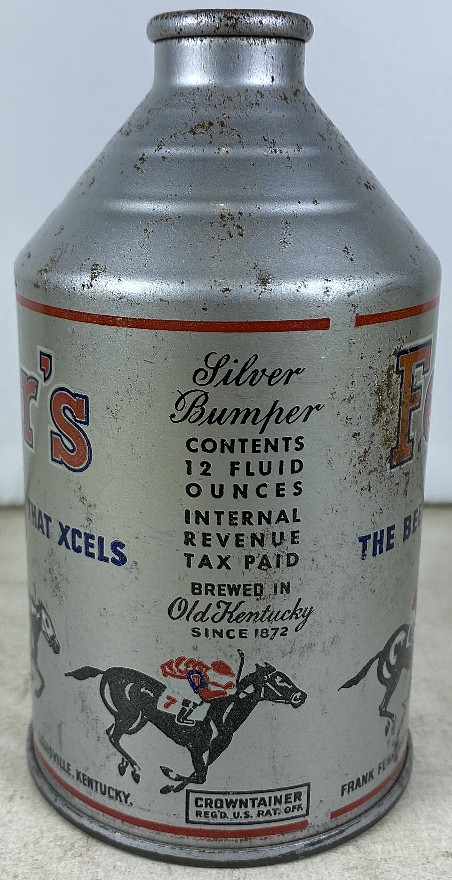 r's
THAT XCELS
Silver
Bumper
CONTENTS
12 FLUID
OUNCES
INTERNAL
REVENUE
TAX PAID
BREWED IN
Old Kentucky
SINCE 1872
7
CROWNTAINER
REG'D. U.S. PAT. OFF.
KENTUCKY.
F
THE BE
FRANK FE